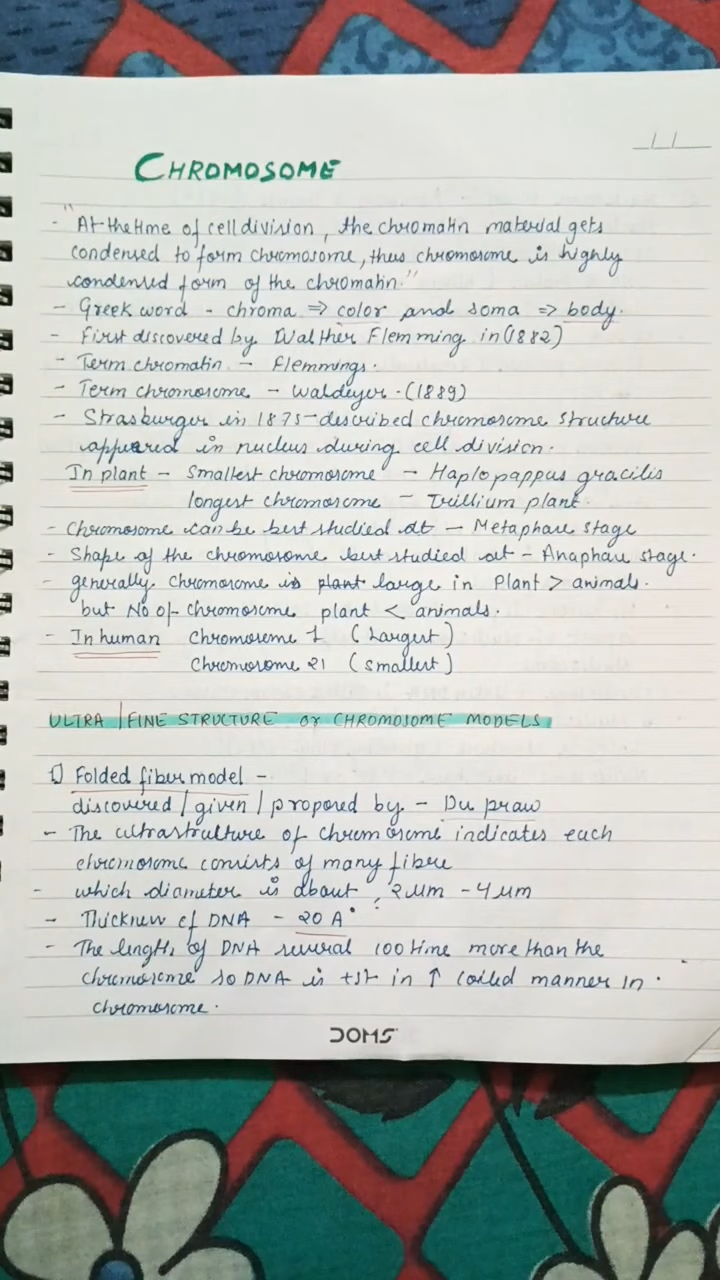 CHROMOSOME
- "At the time of cell division, the chromatin material gets
condensed to form chromosome, thus chromosome is highly
condensed form of the chromatin."
- Greek word - chroma ⇒ color and soma ⇒ body.
- First discovered by Walther Flemming in (1882)
- Term chromatin - Flemmings.
- Term chromosome - Waldeyer. (1889)
- Strasburger in 1875 - described chromosome structure
appeared in nucleus during cell division.
In plant - Smallest chromosome - Haplopappus gracilis
longest chromosome - Trillium plant.
- Chromosome can be best studied at - Metaphase stage
- Shape of the chromosome best studied at - Anaphase stage.
- generally chromosome is plant large in Plant > animals.
but No of chromosome plant < animals.
- In human Chromosome 1 (Largest)
Chromosome 21 (smallest)
ULTRA | FINE STRUCTURE OF CHROMOSOME MODELS
1) Folded fiber model -
discovered / given / proposed by - Du praw
- The ultrastructure of chromosome indicates each
chromosome consists of many fibre
- which diameter is about, 2 μm - 4 μm
- Thickness of DNA - 20 A°
- The length of DNA several 100 time more than the
chromosome so DNA is +st in ↑ coiled manner in.
chromosome.
DOMS